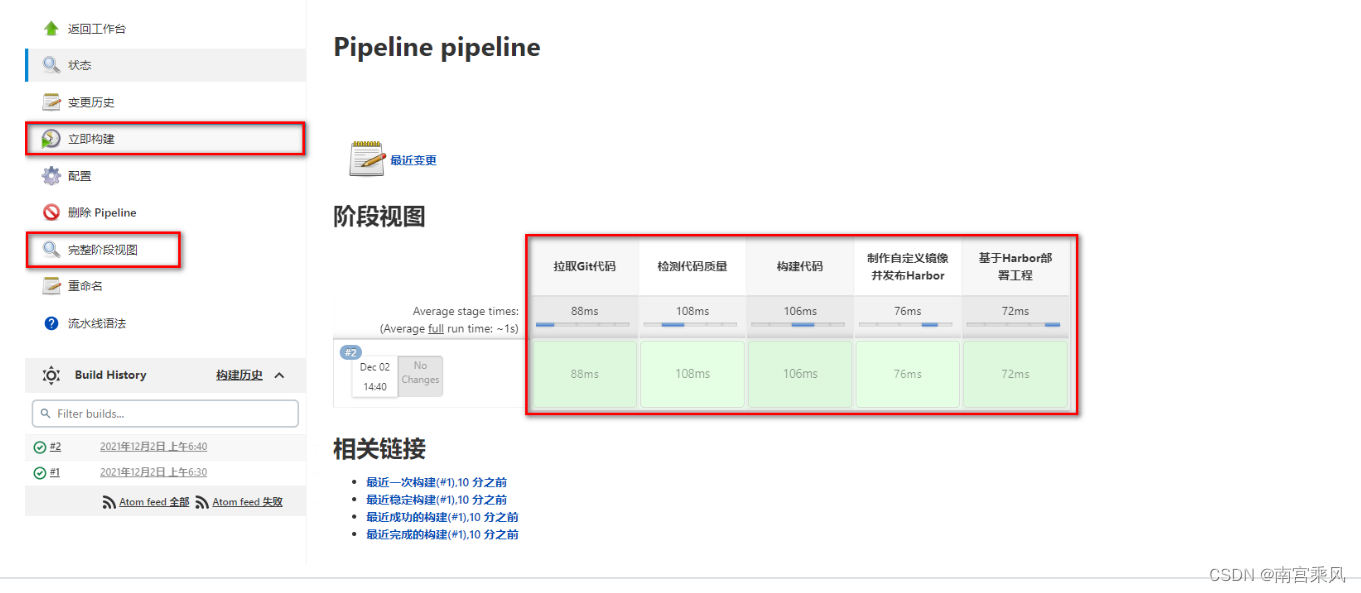 返回工作台
状态
变更历史
立即构建
配置
删除 Pipeline
完整阶段视图
重命名
流水线语法
Build History 构建历史
Filter builds...
#2 2021年12月2日 上午6:40
#1 2021年12月2日 上午6:30
Atom feed 全部 Atom feed 失败
Pipeline pipeline
最近变更
阶段视图
拉取Git代码 检测代码质量 构建代码 制作自定义镜像 基于Harbor部
并发布Harbor 署工程
Average stage times: 88ms 108ms 106ms 76ms 72ms
(Average full run time: ~1s)
#2
Dec 02 No
14:40 Changes
88ms 108ms 106ms 76ms 72ms
相关链接
最近一次构建(#1),10 分之前
最近稳定构建(#1),10 分之前
最近成功的构建(#1),10 分之前
最近完成的构建(#1),10 分之前
CSDN @南宫乘风